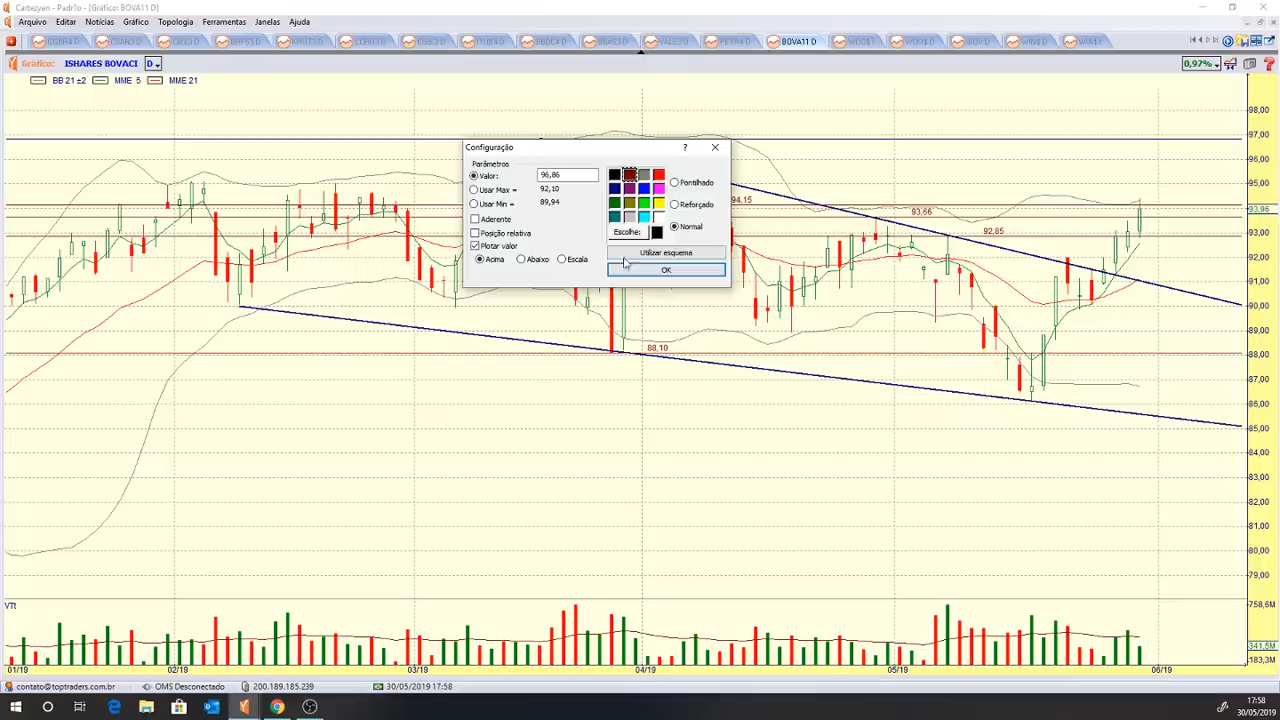 Cartezyan - Padr?o - [Gráfico: BOVA11 D]
Arquivo Editar Notícias Gráfico Topologia Ferramentas Janelas Ajuda
BOVA11 D
Gráfico: ISHARES BOVACI D 0,97%
BB 21 ±2 MME 5 MME 21
98,00
97,00
96,00
95,00
93,96
93,00
92,00
91,00
90,00
89,00
88,00
87,00
86,00
85,00
84,00
83,00
82,00
81,00
80,00
79,00
Configuração
Parâmetros
Valor: 96,86
Usar Max = 92,10
Usar Min = 89,94
Aderente
Posição relativa
Plotar valor
Acima Abaixo Escala
Pontilhado
Reforçado
Normal
Escolhe:
Utilizar esquema
OK
94,15
93,66
92,85
88,10
VTt
758,6M
341,5M
183,3M
01/19 02/19 03/19 04/19 05/19 06/19
contato@toptraders.com.br OMS Desconectado 200.189.185.239 30/05/2019 17:58
17:58
30/05/2019